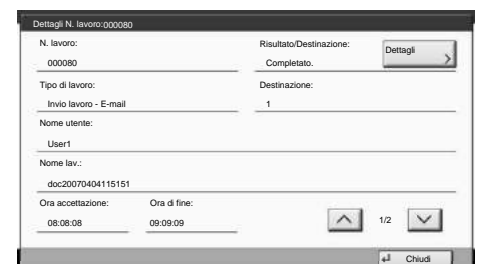 Dettagli N. lavoro:000080
N. lavoro:
000080
Risultato/Destinazione:
Completato.
Dettagli
Tipo di lavoro:
Invio lavoro - E-mail
Destinazione:
1
Nome utente:
User1
Nome lav.:
doc20070404115151
Ora accettazione:
08:08:08
Ora di fine:
09:09:09
1/2
Chiudi